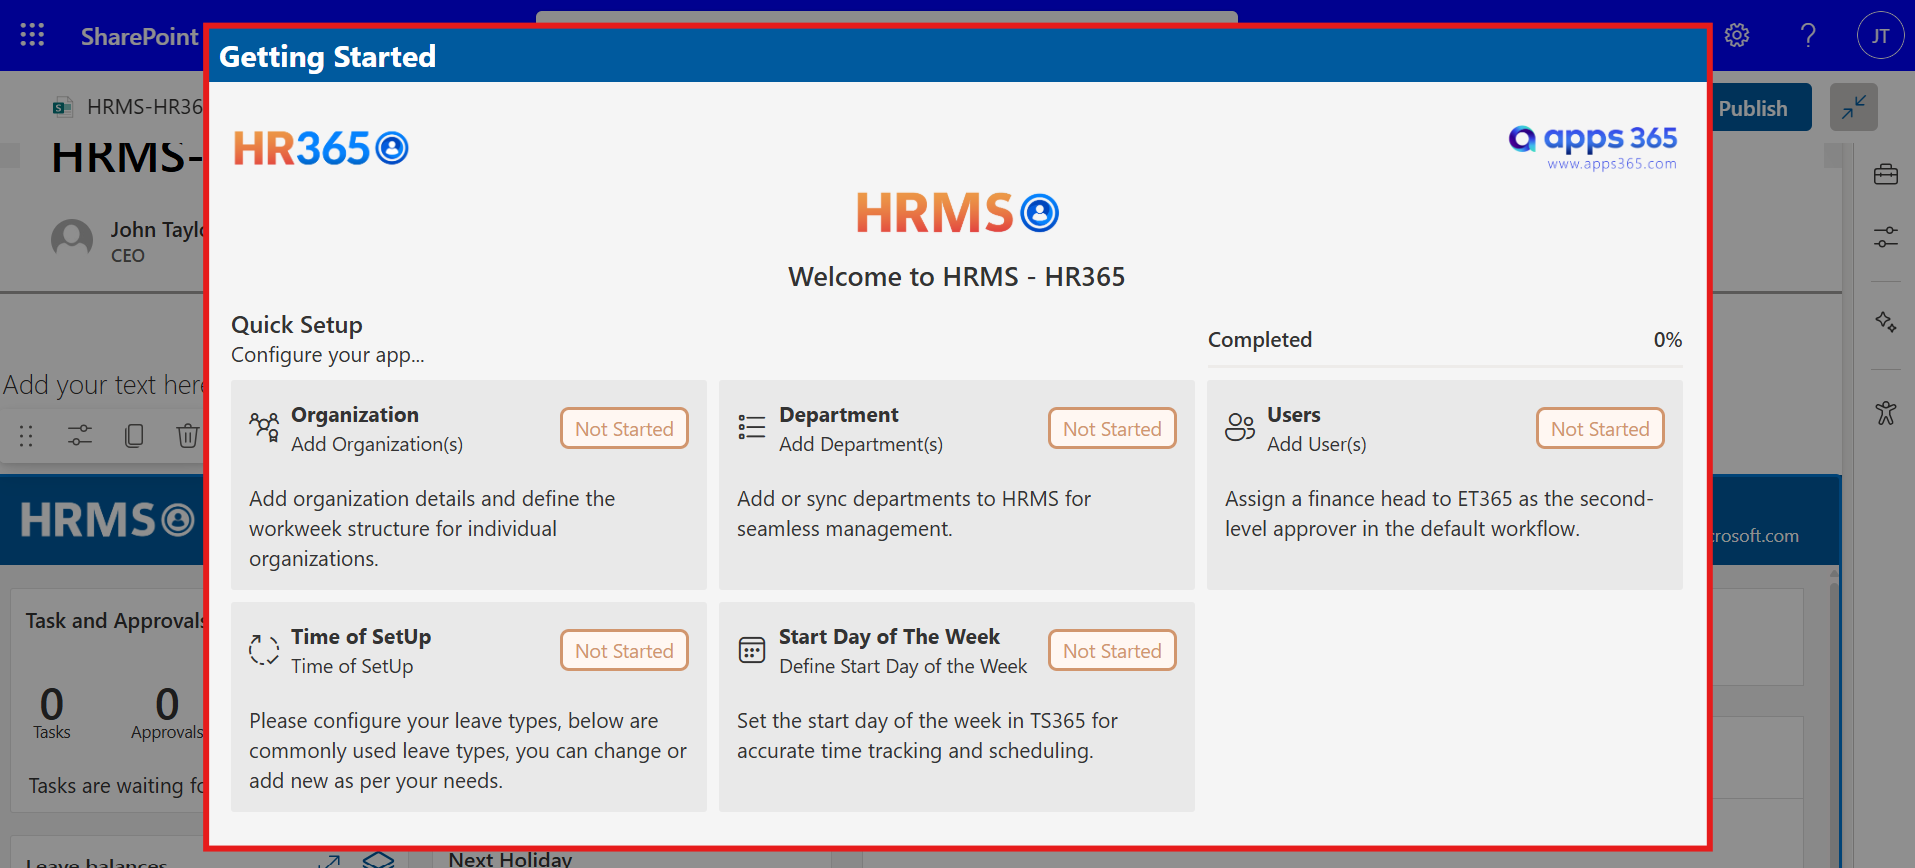 SharePoint
JT
Getting Started
HRMS-HR36
Publish
HRMS-
HR365
apps 365
www.apps365.com
HRMS
John Taylo
CEO
Welcome to HRMS - HR365
Quick Setup
Configure your app...
Completed
0%
Add your text here
Organization
Add Organization(s)
Not Started
Add organization details and define the
workweek structure for individual
organizations.
Department
Add Department(s)
Not Started
Add or sync departments to HRMS for
seamless management.
Users
Add User(s)
Not Started
Assign a finance head to ET365 as the second-
level approver in the default workflow.
HRMS
crosoft.com
Time of SetUp
Time of SetUp
Not Started
Please configure your leave types, below are
commonly used leave types, you can change or
add new as per your needs.
Start Day of The Week
Define Start Day of the Week
Not Started
Set the start day of the week in TS365 for
accurate time tracking and scheduling.
Task and Approvals
0
Tasks
0
Approvals
Tasks are waiting fo
Leave balances
Next Holiday